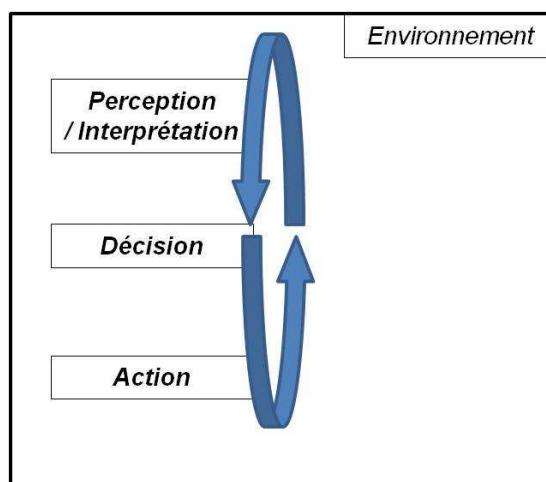 Environnement
Perception
/ Interprétation
Décision
Action